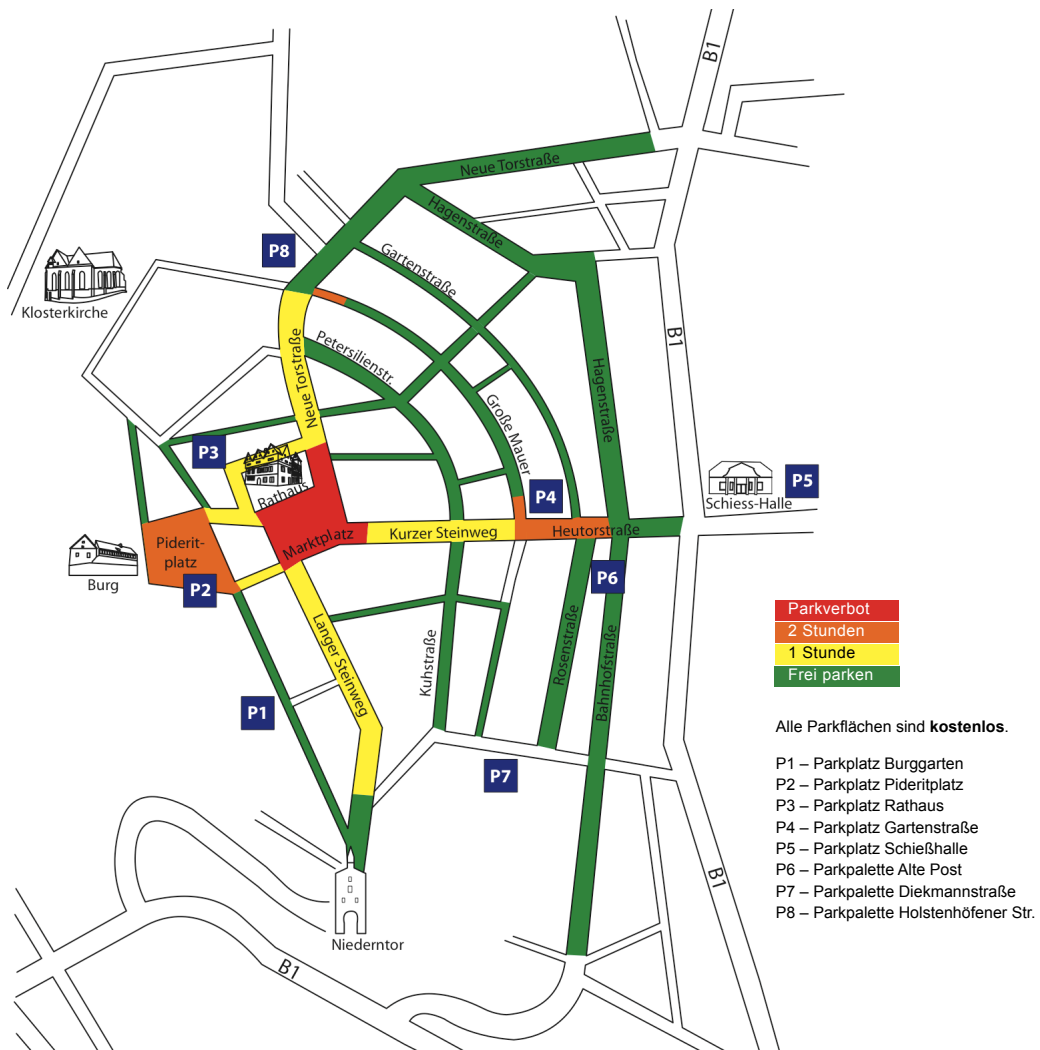 B1
Neue Torstraße
Hagenstraße
P8
Gartenstraße
Klosterkirche
B1
Neue Torstraße
Petersilienstr.
Hagenstraße
Große Mauer
P3
Rathaus
P4
P5
Schiess-Halle
Pideritplatz
Marktplatz
Kurzer Steinweg
Heutorstraße
Burg
P2
P6
Parkverbot
2 Stunden
1 Stunde
Frei parken
Langer Steinweg
Kuhstraße
Rosenstraße
Bahnhofstraße
P1
P7
Alle Parkflächen sind kostenlos.
P1 – Parkplatz Burggarten
P2 – Parkplatz Pideritplatz
P3 – Parkplatz Rathaus
P4 – Parkplatz Gartenstraße
P5 – Parkplatz Schießhalle
P6 – Parkpalette Alte Post
P7 – Parkpalette Diekmannstraße
P8 – Parkpalette Holstenhöfener Str.
B1
Niederntor
B1